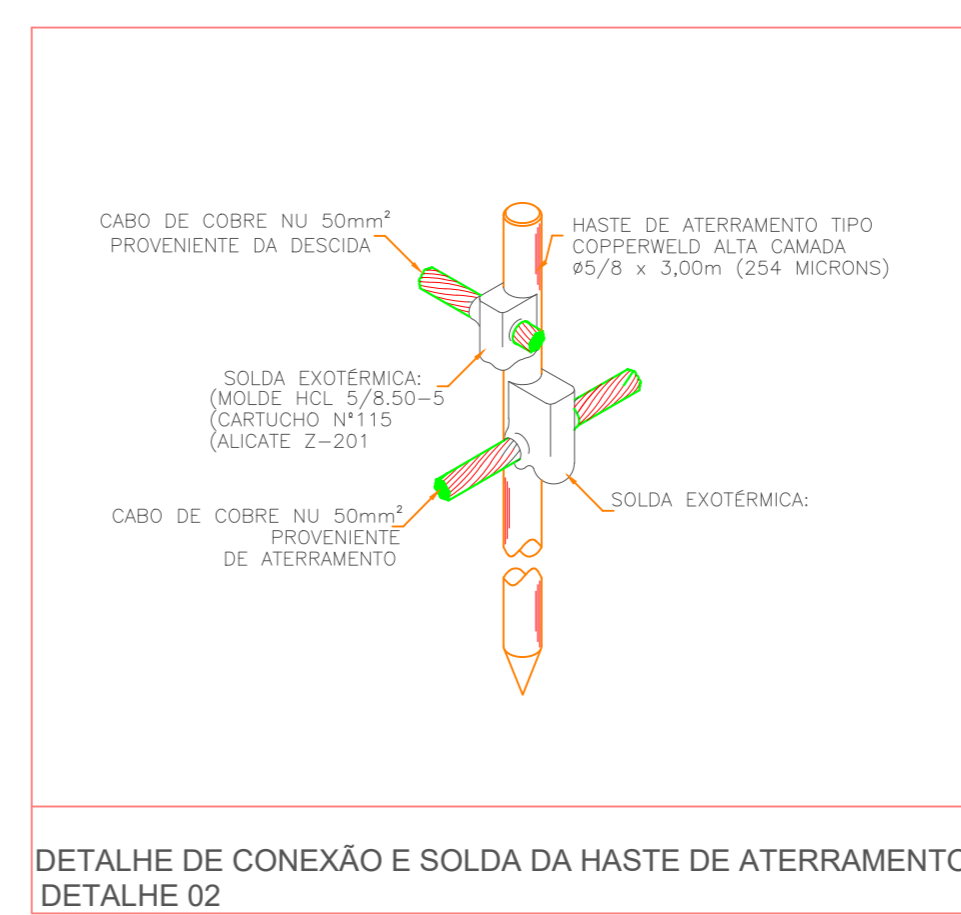 CABO DE COBRE NU 50mm²
PROVENIENTE DA DESCIDA
HASTE DE ATERRAMENTO TIPO
COPPERWELD ALTA CAMADA
ø5/8 x 3,00m (254 MICRONS)
SOLDA EXOTÉRMICA:
(MOLDE HCL 5/8.50-5
(CARTUCHO N°115
(ALICATE Z-201
CABO DE COBRE NU 50mm²
PROVENIENTE
DE ATERRAMENTO
SOLDA EXOTÉRMICA:
DETALHE DE CONEXÃO E SOLDA DA HASTE DE ATERRAMENTO
DETALHE 02